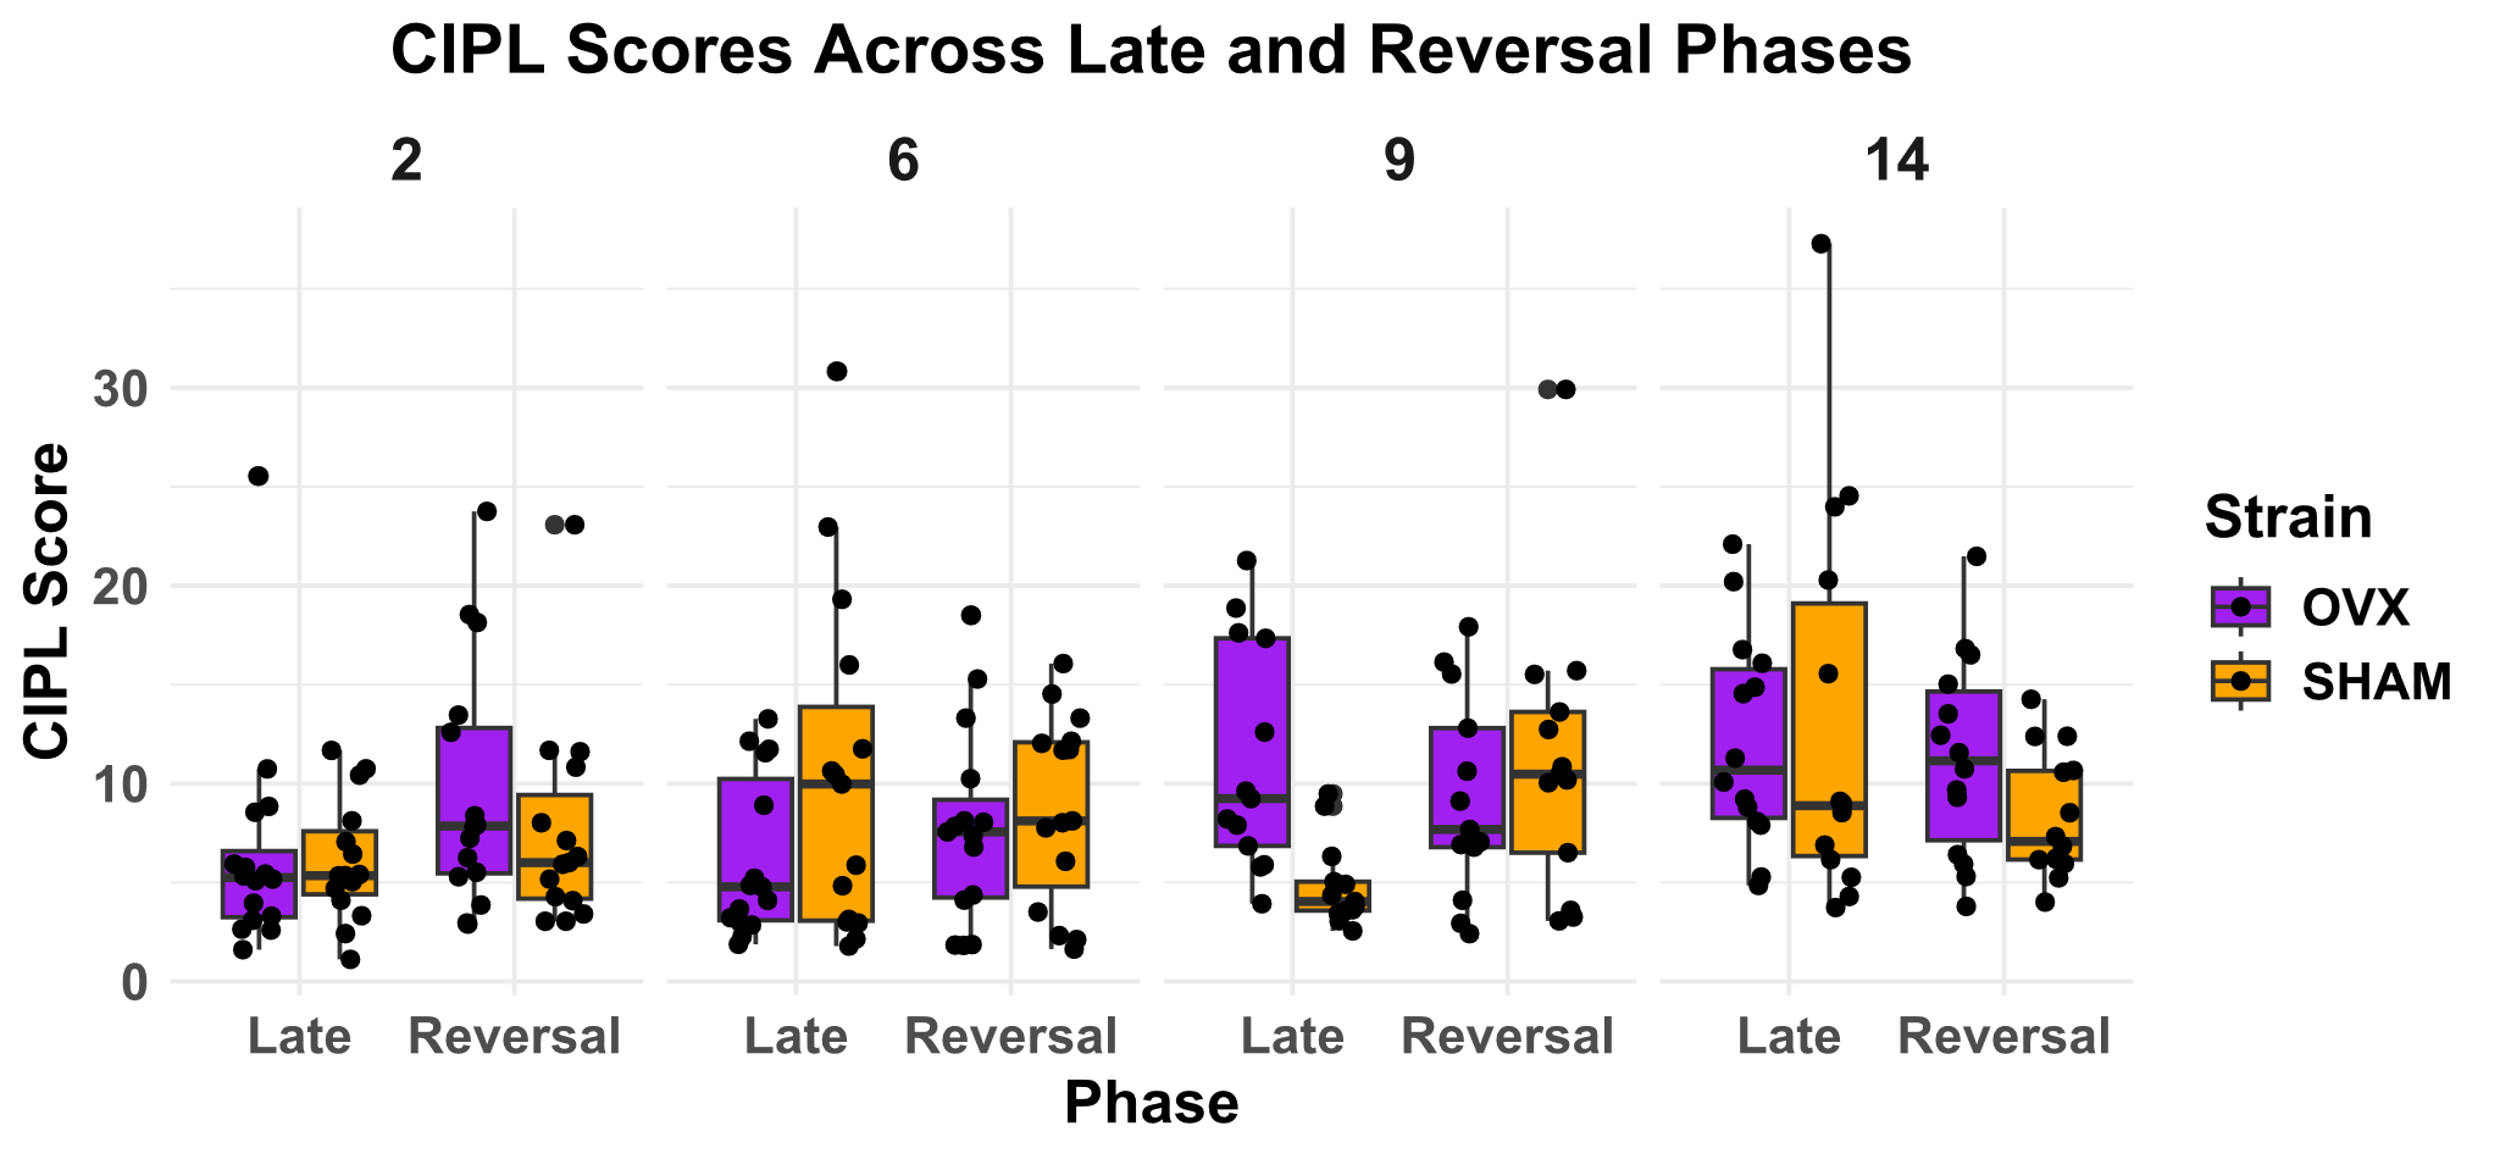 CIPL Scores Across Late and Reversal Phases
2 6 9 14
CIPL Score
30
20
10
0
Late Reversal Late Reversal Late Reversal Late Reversal
Phase
Strain
OVX
SHAM